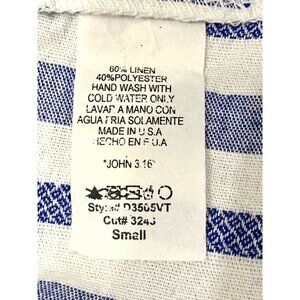 60% LINEN
40%POLYESTER
HAND WASH WITH
COLD WATER ONLY
LAVAR A MANO CON
AGUA FRIA SOLAMENTE
MADE IN U.S.A
HECHO EN E.U.A
"JOHN 3.16"
Style# D3505VT
Cut# 3243
Small